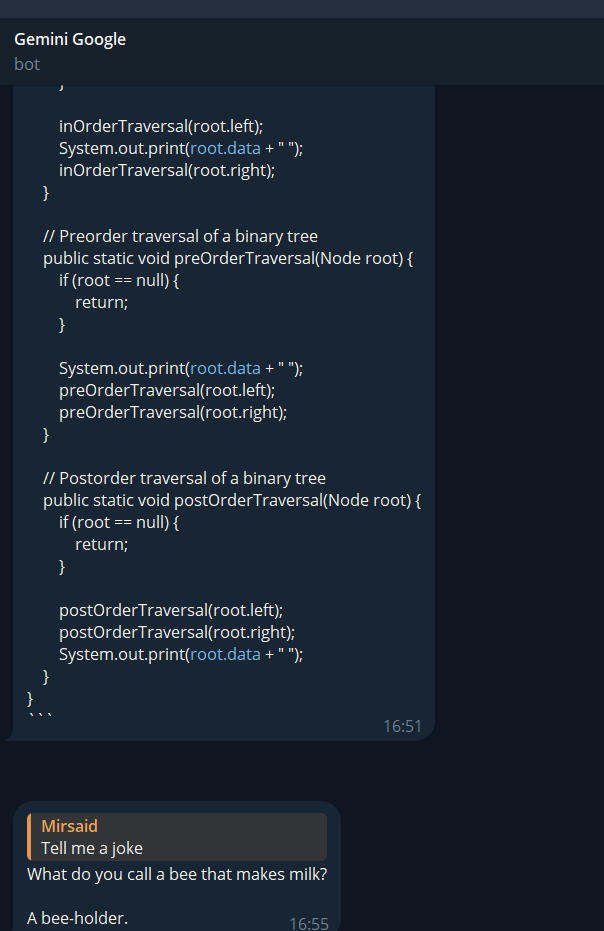 Gemini Google
bot
}
inOrderTraversal(root.left);
System.out.print(root.data + " ");
inOrderTraversal(root.right);
}
// Preorder traversal of a binary tree
public static void preOrderTraversal(Node root) {
if (root == null) {
return;
}
System.out.print(root.data + " ");
preOrderTraversal(root.left);
preOrderTraversal(root.right);
}
// Postorder traversal of a binary tree
public static void postOrderTraversal(Node root) {
if (root == null) {
return;
}
postOrderTraversal(root.left);
postOrderTraversal(root.right);
System.out.print(root.data + " ");
}
}
```
16:51
Mirsaid
Tell me a joke
What do you call a bee that makes milk?
A bee-holder.
16:55